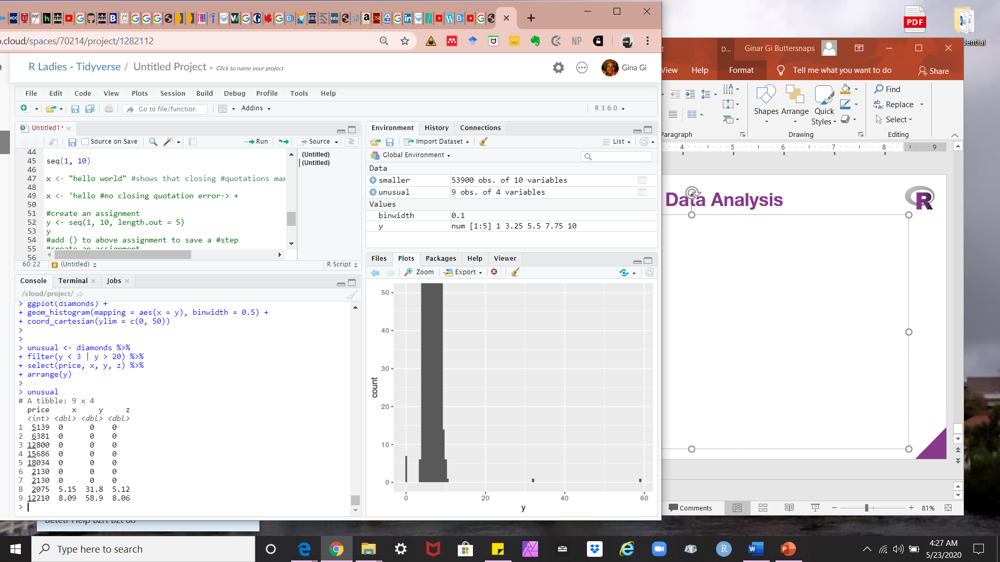 PDF
dential
.cloud/spaces/70214/project/1282112
R Ladies - Tidyverse / Untitled Project ← Click to name your project
Gina Gi
File Edit Code View Plots Session Build Debug Profile Tools Help
Go to file/function
Addins
R 3.6.0
Untitled1*
Source on Save
Run
Source
44
45 seq(1, 10)
46
47 x <- "hello world" #shows that closing #quotations mar
48
49 x <- 'hello #no closing quotation error-> +
50
51 #create an assignment
52 y <- seq(1, 10, length.out = 5)
53 y
54 #add () to above assignment to save a #step
55 #create an assignment
56
(Untitled)
(Untitled)
60:22
(Untitled)
R Script
Console Terminal Jobs
/cloud/project/
> ggplot(diamonds) +
+ geom_histogram(mapping = aes(x = y), binwidth = 0.5) +
+ coord_cartesian(ylim = c(0, 50))
>
>
> unusual <- diamonds %>%
+ filter(y < 3 | y > 20) %>%
+ select(price, x, y, z) %>%
+ arrange(y)
>
> unusual
# A tibble: 9 x 4
price x y z
<int> <dbl> <dbl> <dbl>
1 5139 0 0 0
2 6381 0 0 0
3 12800 0 0 0
4 15686 0 0 0
5 18034 0 0 0
6 2130 0 0 0
7 2130 0 0 0
8 2075 5.15 31.8 5.12
9 12210 8.09 58.9 8.06
>
Environment History Connections
Import Dataset
List
Global Environment
Data
smaller 53900 obs. of 10 variables
unusual 9 obs. of 4 variables
Values
binwidth 0.1
y num [1:5] 1 3.25 5.5 7.75 10
Files Plots Packages Help Viewer
Zoom
Export
50
40
30
20
10
0
count
0 20 40 60
y
D...
Ginar Gi Buttersnaps
View Help Format Tell me what you want to do Share
Shapes Arrange Quick Styles
Find
Replace
Select
Paragraph
Drawing
Editing
4 5 6 7 8 9
Data Analysis
R
Comments
81%
Type here to search
4:27 AM
5/23/2020